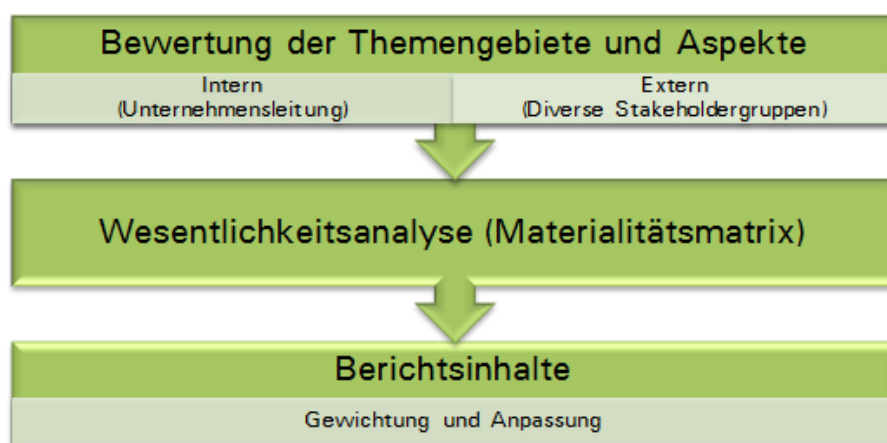 Bewertung der Themengebiete und Aspekte
Intern
(Unternehmensleitung)
Extern
(Diverse Stakeholdergruppen)
Wesentlichkeitsanalyse (Materialitätsmatrix)
Berichtsinhalte
Gewichtung und Anpassung